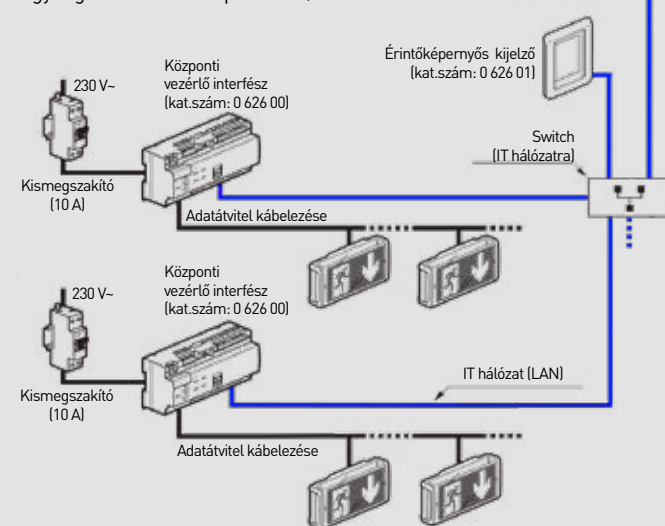 230 V~
Központi
vezérlő interfész
(kat.szám: 0 626 00)
Érintőképernyős kijelző
(kat.szám: 0 626 01)
Switch
(IT hálózatra)
Kismegszakító
(10 A)
Adatátvitel kábelezése
Központi
vezérlő interfész
(kat.szám: 0 626 00)
230 V~
IT hálózat (LAN)
Kismegszakító
(10 A)
Adatátvitel kábelezése